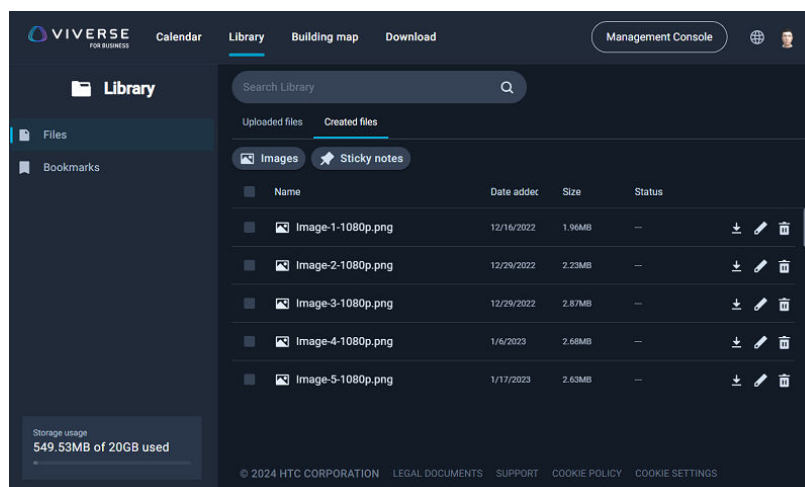 VIVERSE
FOR BUSINESS
Calendar
Library
Building map
Download
Management Console
Library
Files
Bookmarks
Storage usage
549.53MB of 20GB used
Search Library
Uploaded files
Created files
Images
Sticky notes
Name Date added Size Status
Image-1-1080p.png 12/16/2022 1.96MB --
Image-2-1080p.png 12/29/2022 2.23MB --
Image-3-1080p.png 12/29/2022 2.87MB --
Image-4-1080p.png 1/6/2023 2.68MB --
Image-5-1080p.png 1/17/2023 2.63MB --
© 2024 HTC CORPORATION LEGAL DOCUMENTS SUPPORT COOKIE POLICY COOKIE SETTINGS